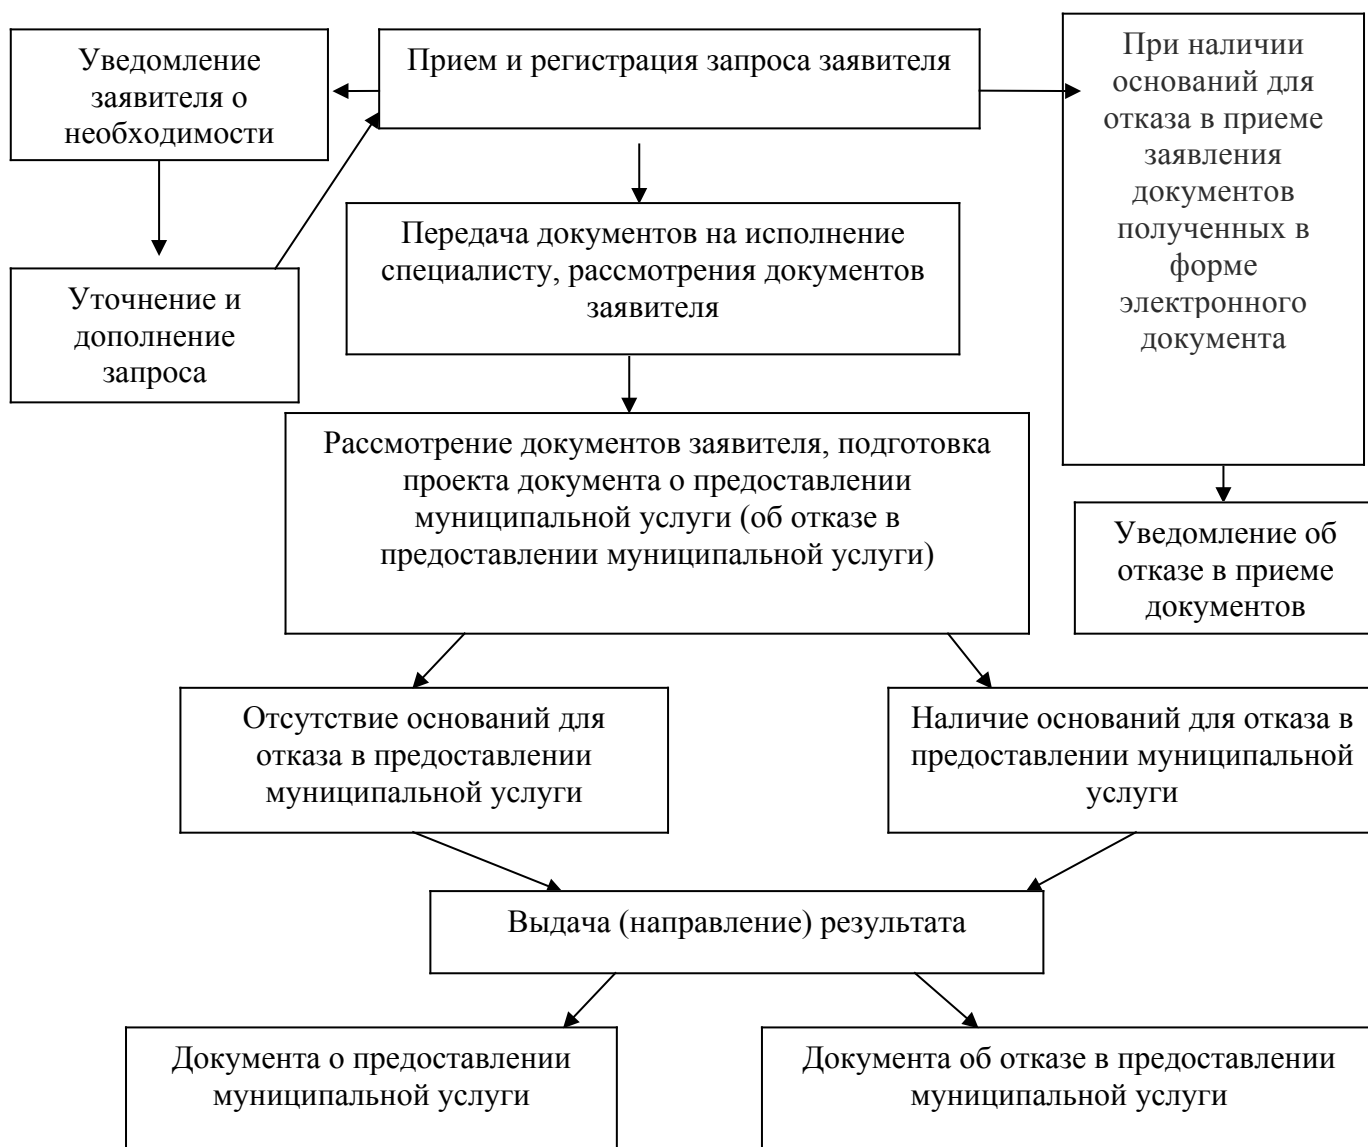 Уведомление
заявителя о
необходимости
Прием и регистрация запроса заявителя
При наличии
оснований для
отказа в приеме
заявления
документов
полученных в
форме
электронного
документа
Передача документов на исполнение
специалисту, рассмотрения документов
заявителя
Уточнение и
дополнение
запроса
Рассмотрение документов заявителя, подготовка
проекта документа о предоставлении
муниципальной услуги (об отказе в
предоставлении муниципальной услуги)
Уведомление об
отказе в приеме
документов
Отсутствие оснований для
отказа в предоставлении
муниципальной услуги
Наличие оснований для отказа в
предоставлении муниципальной
услуги
Выдача (направление) результата
Документа о предоставлении
муниципальной услуги
Документа об отказе в предоставлении
муниципальной услуги